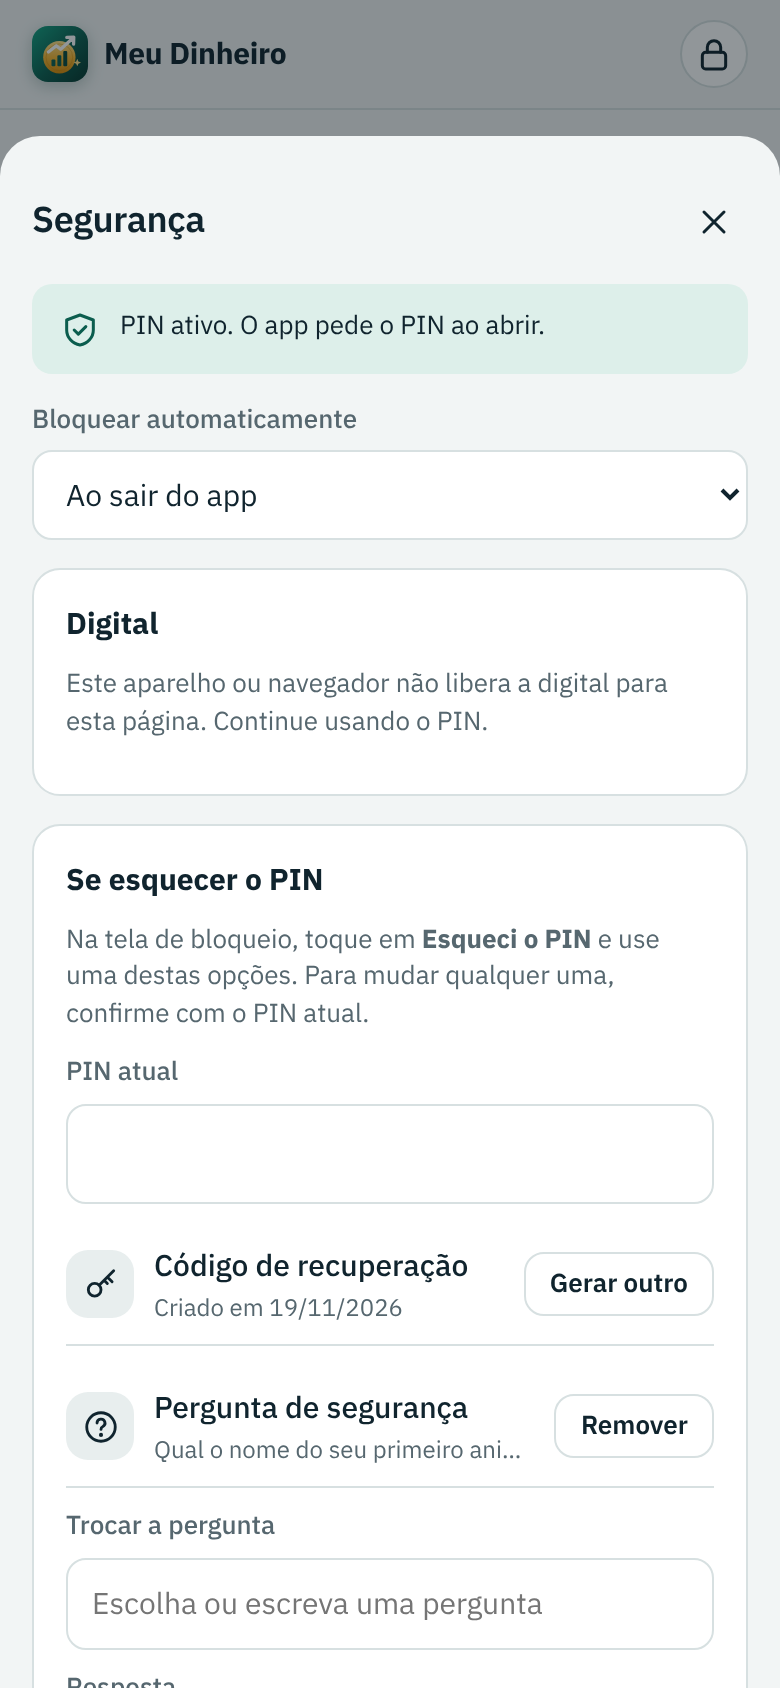 Meu Dinheiro
Segurança
PIN ativo. O app pede o PIN ao abrir.
Bloquear automaticamente
Ao sair do app
Digital
Este aparelho ou navegador não libera a digital para
esta página. Continue usando o PIN.
Se esquecer o PIN
Na tela de bloqueio, toque em Esqueci o PIN e use
uma destas opções. Para mudar qualquer uma,
confirme com o PIN atual.
PIN atual
Código de recuperação
Criado em 19/11/2026
Gerar outro
Pergunta de segurança
Qual o nome do seu primeiro ani...
Remover
Trocar a pergunta
Escolha ou escreva uma pergunta
Resposta